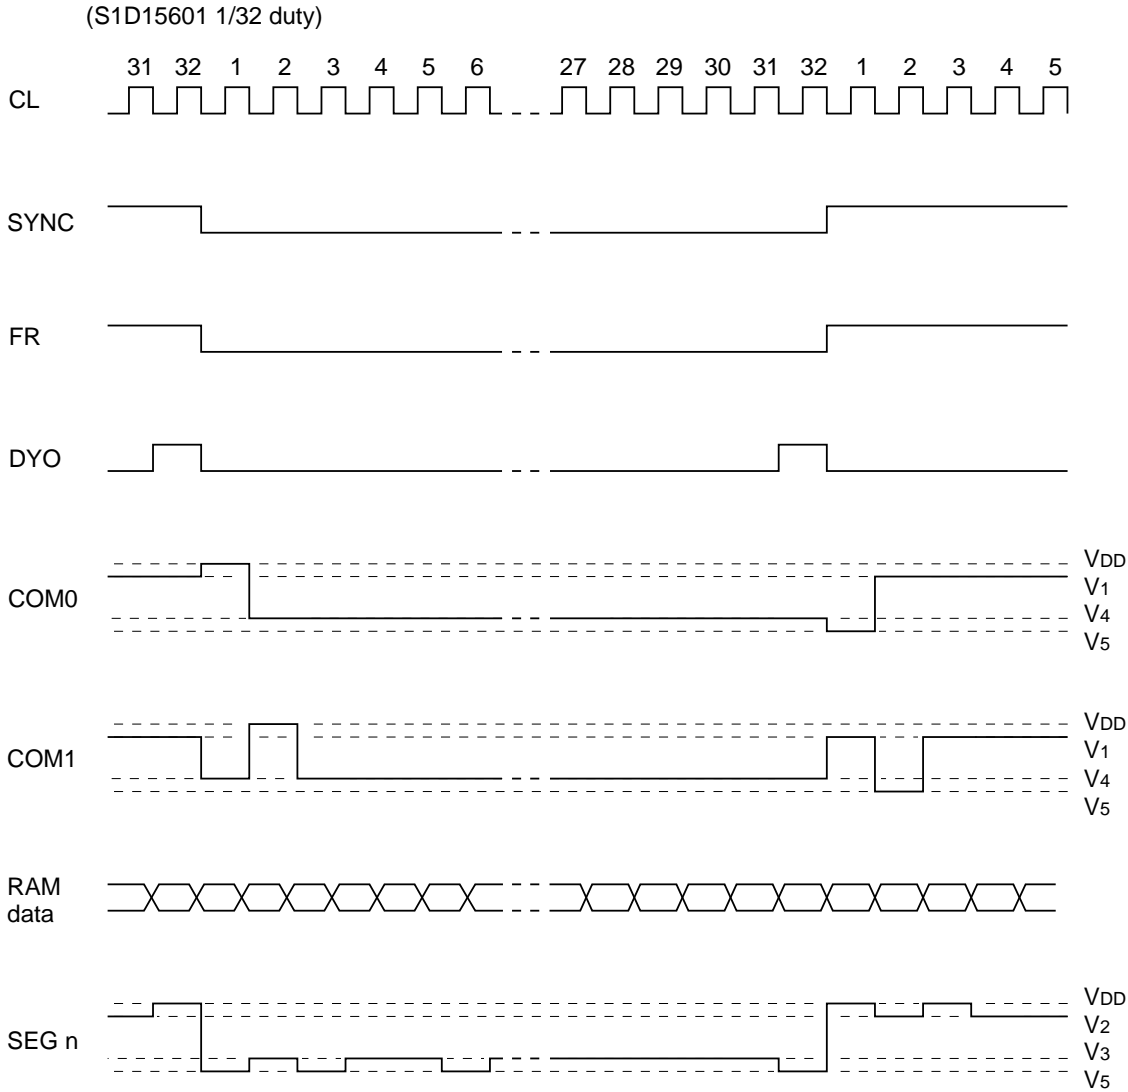 (S1D15601 1/32 duty)
31 32 1 2 3 4 5 6 27 28 29 30 31 32 1 2 3 4 5
CL
SYNC
FR
DYO
COM0
VDD
V1
V4
V5
COM1
VDD
V1
V4
V5
RAM
data
SEG n
VDD
V2
V3
V5